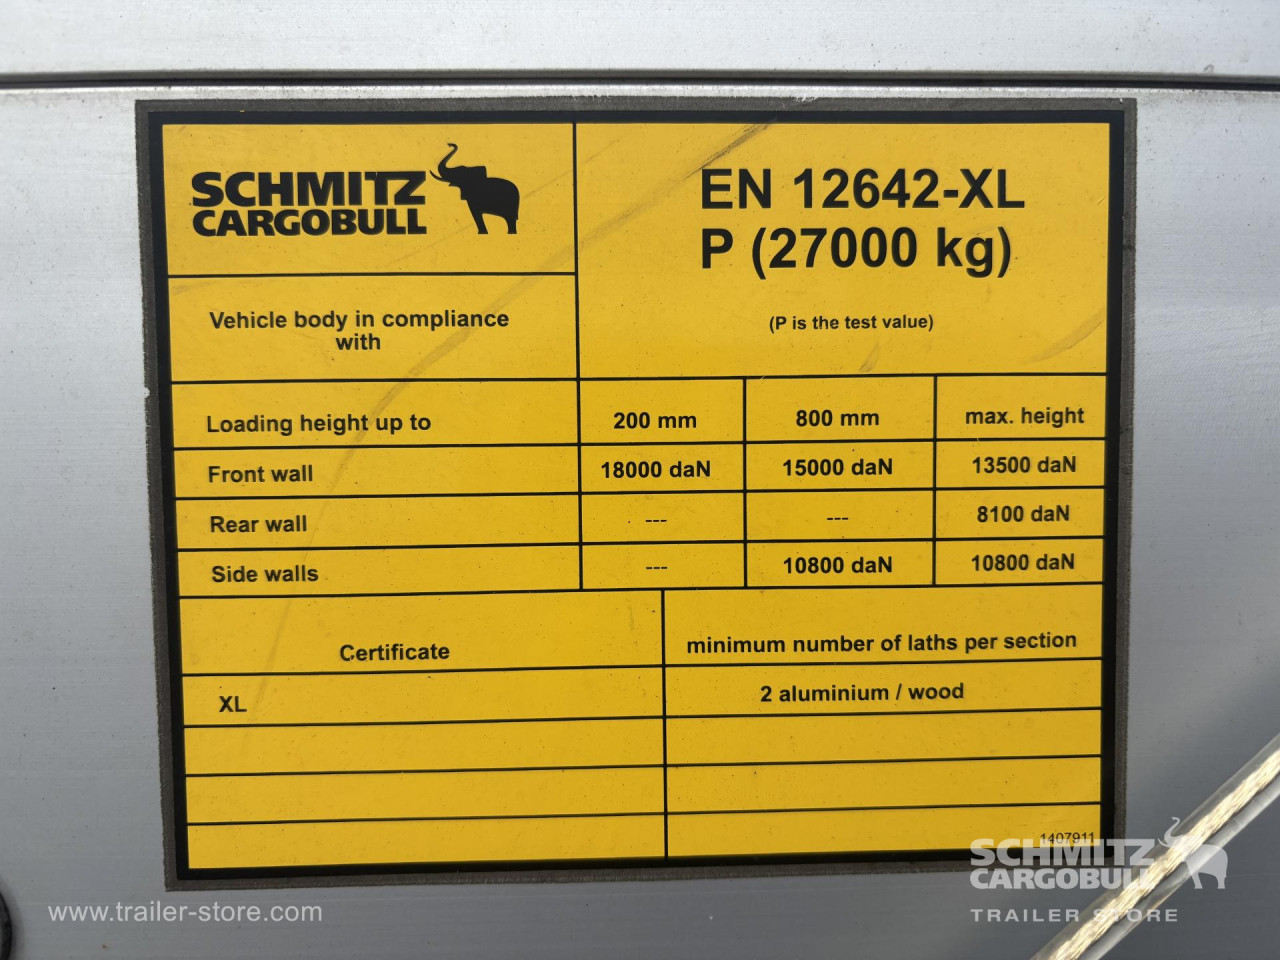 SCHMITZ
CARGOBULL
EN 12642-XL
P (27000 kg)
(P is the test value)
Vehicle body in compliance
with
Loading height up to 200 mm 800 mm max. height
Front wall 18000 daN 15000 daN 13500 daN
Rear wall --- --- 8100 daN
Side walls --- 10800 daN 10800 daN
Certificate minimum number of laths per section
XL 2 aluminium / wood
1407911
SCHMITZ
CARGOBULL
TRAILER STORE
www.trailer-store.com